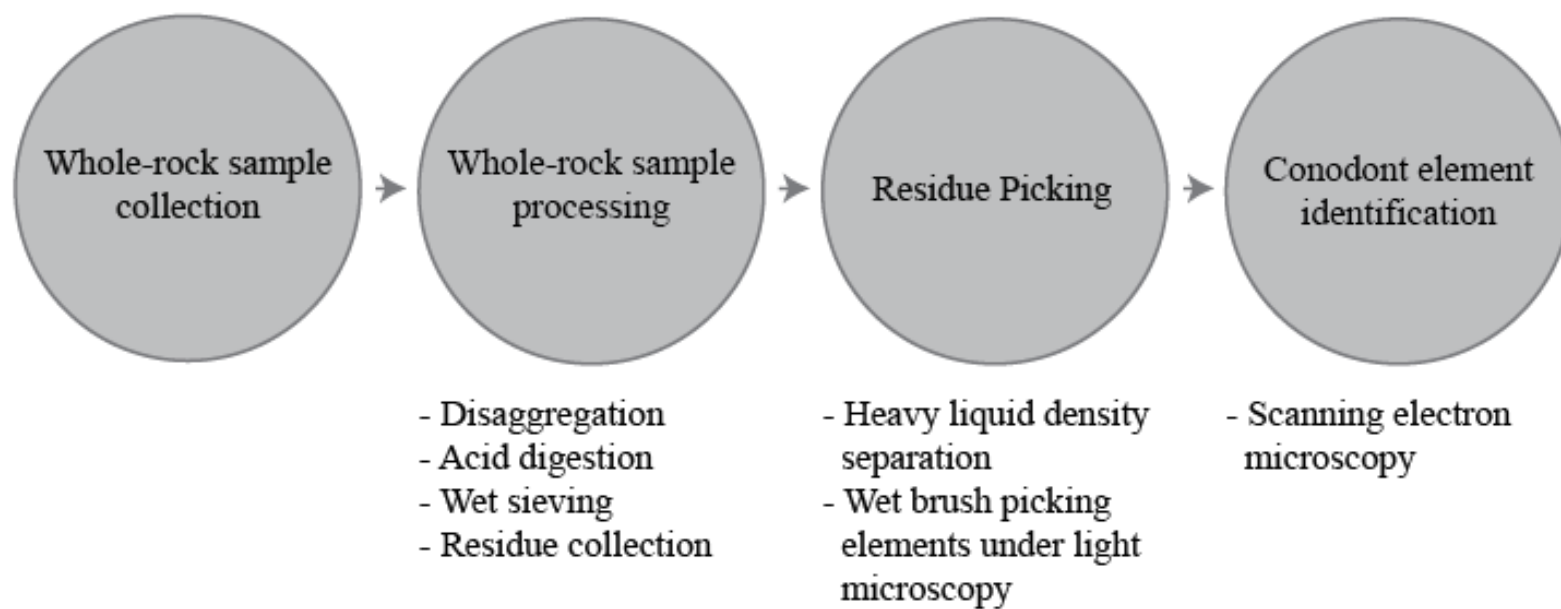 Whole-rock sample
collection
Whole-rock sample
processing
Residue Picking
Conodont element
identification
- Disaggregation
- Acid digestion
- Wet sieving
- Residue collection
- Heavy liquid density
separation
- Wet brush picking
elements under light
microscopy
- Scanning electron
microscopy